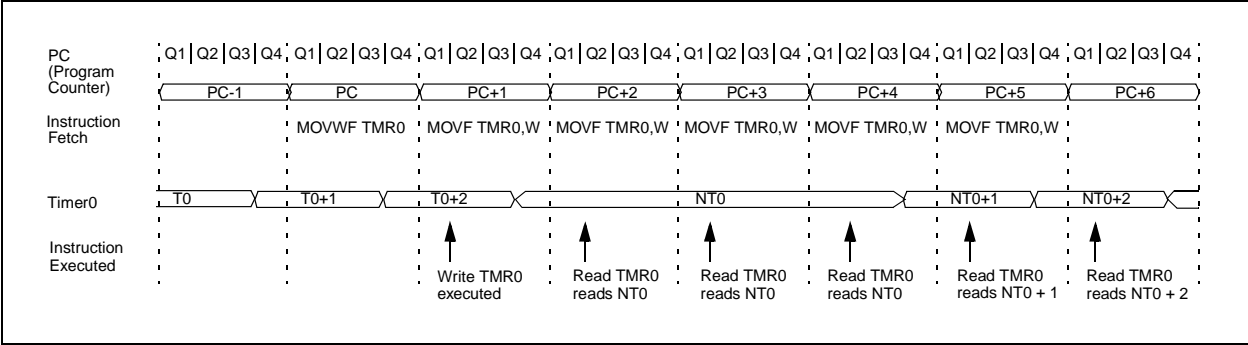 PC
(Program
Counter)
Q1 Q2 Q3 Q4 Q1 Q2 Q3 Q4 Q1 Q2 Q3 Q4 Q1 Q2 Q3 Q4 Q1 Q2 Q3 Q4 Q1 Q2 Q3 Q4 Q1 Q2 Q3 Q4 Q1 Q2 Q3 Q4
PC-1 PC PC+1 PC+2 PC+3 PC+4 PC+5 PC+6
Instruction
Fetch
MOVWF TMR0 MOVF TMR0,W MOVF TMR0,W MOVF TMR0,W MOVF TMR0,W MOVF TMR0,W
Timer0
T0 T0+1 T0+2 NT0 NT0+1 NT0+2
Instruction
Executed
Write TMR0
executed
Read TMR0
reads NT0
Read TMR0
reads NT0
Read TMR0
reads NT0
Read TMR0
reads NT0 + 1
Read TMR0
reads NT0 + 2